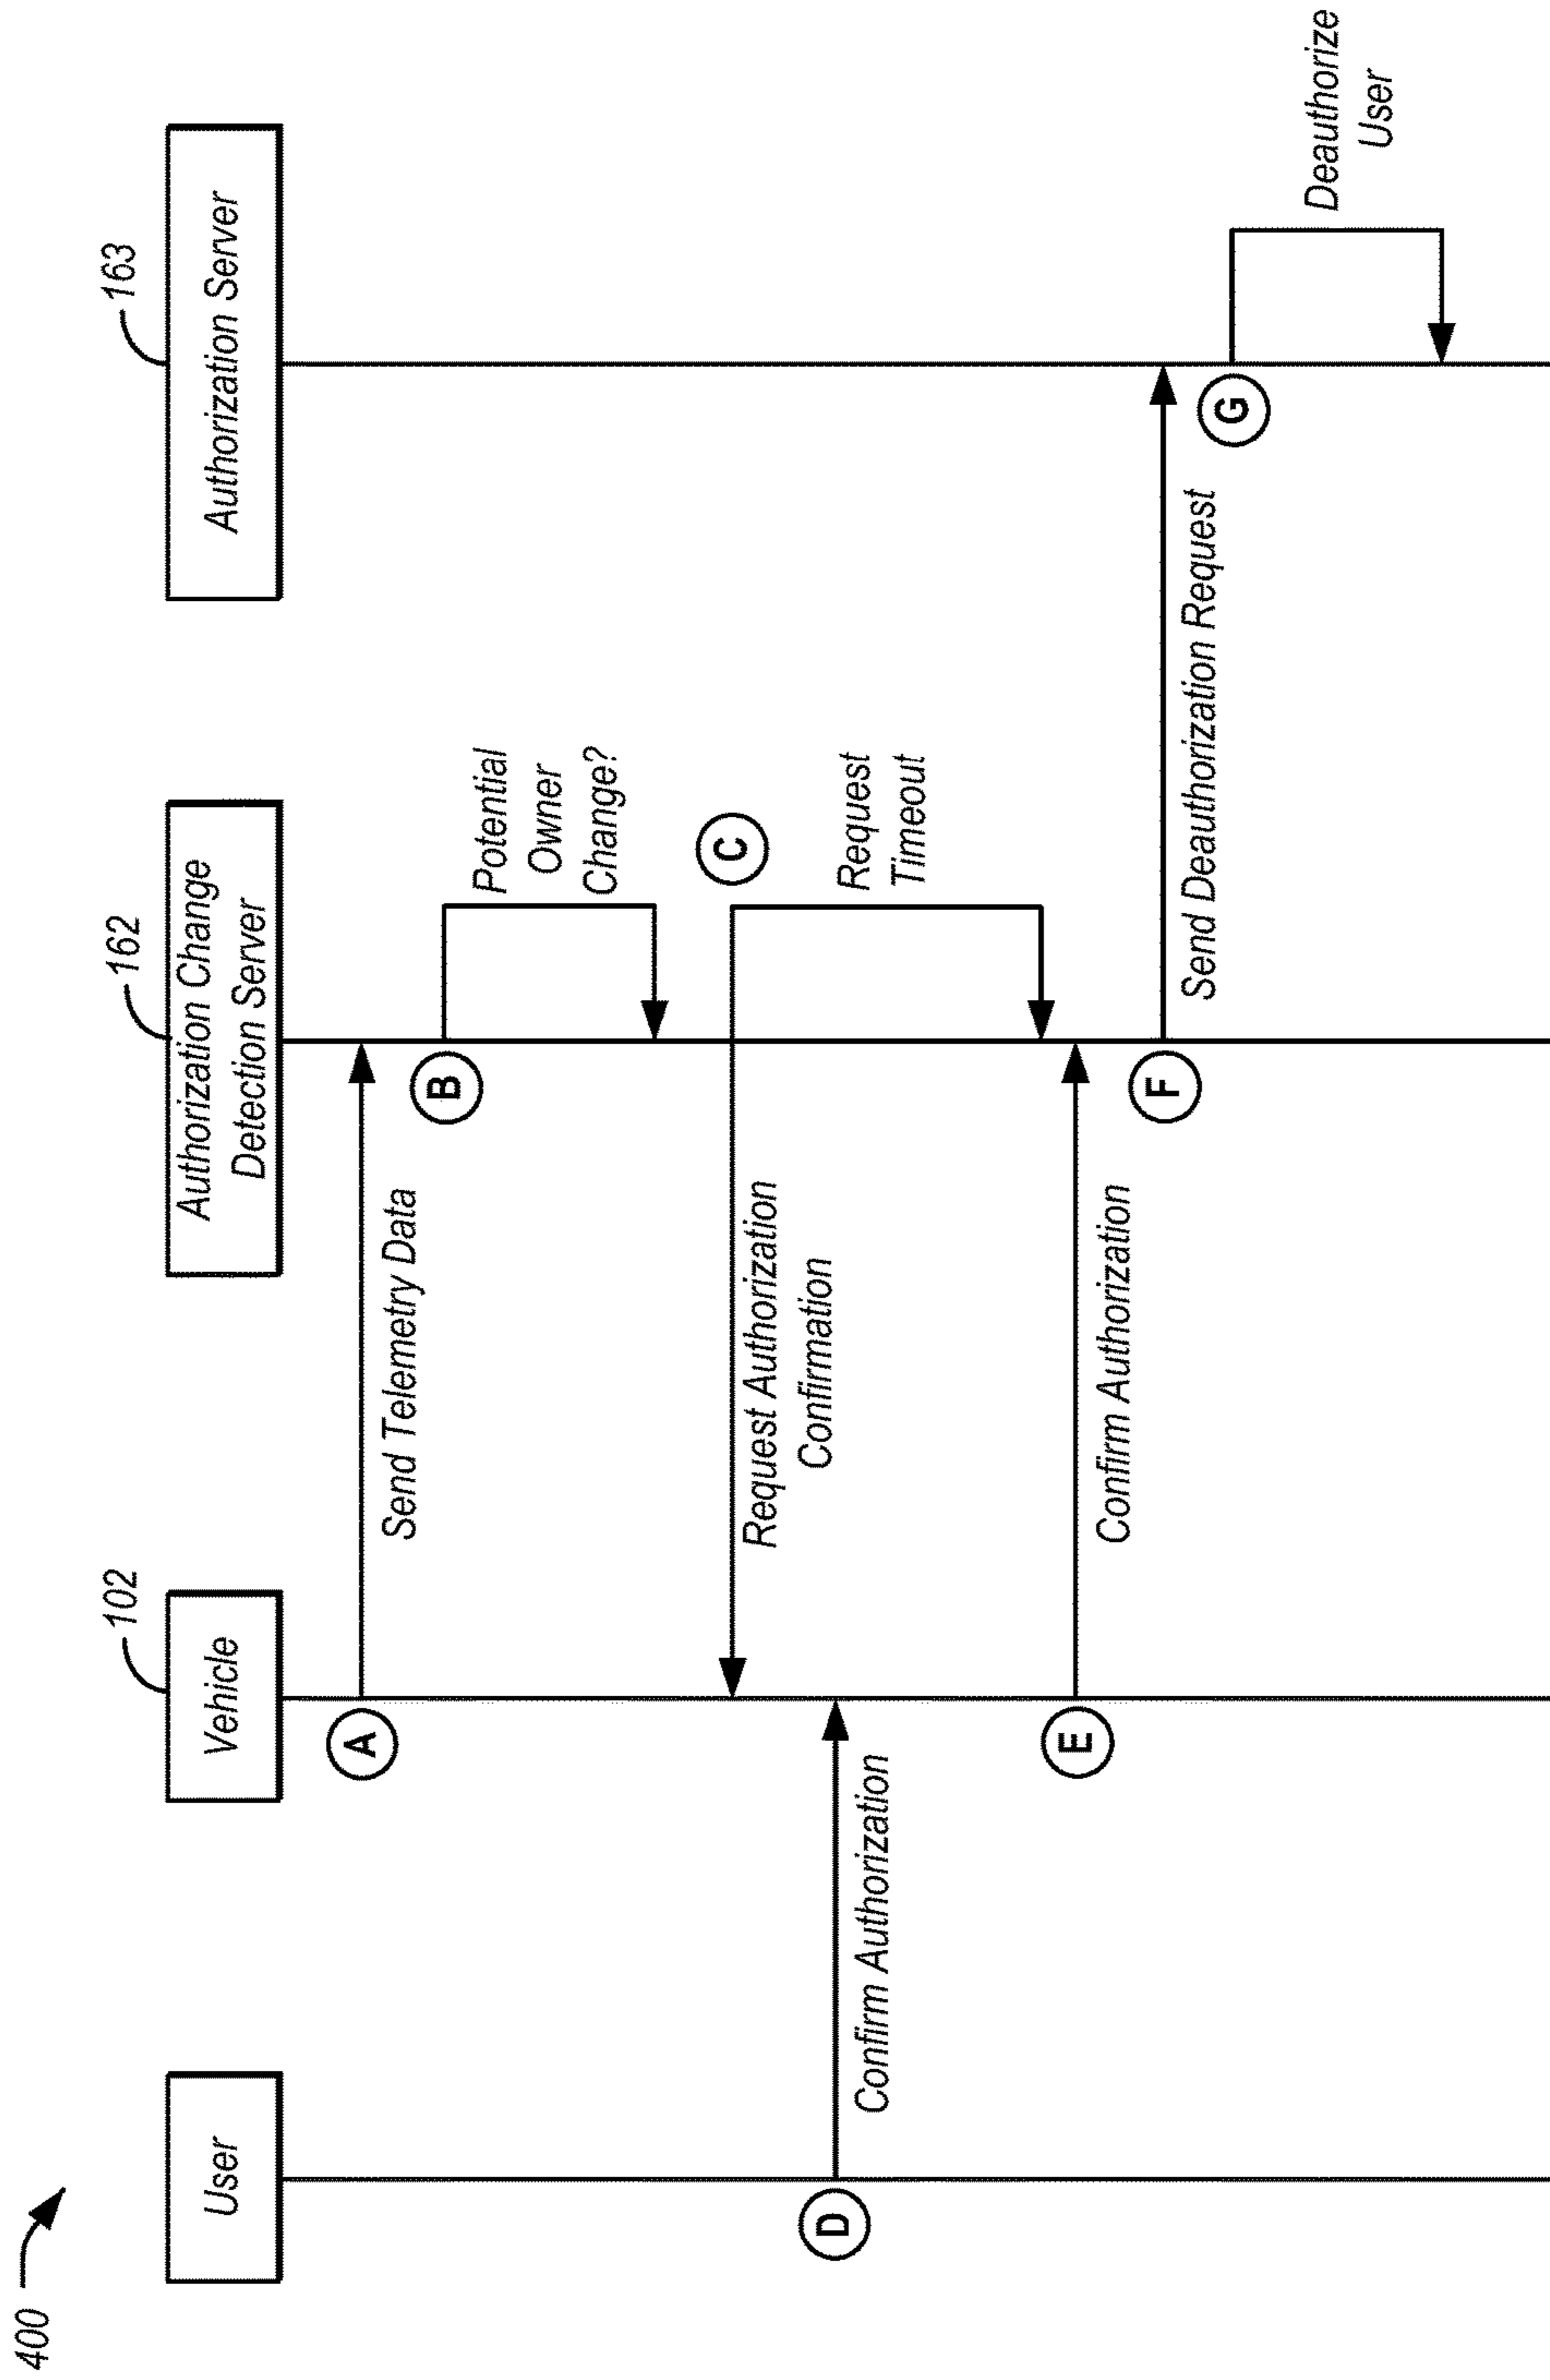 400
User
102
Vehicle
162
Authorization Change
Detection Server
163
Authorization Server
A
Send Telemetry Data
B
Potential
Owner
Change?
C
Request Authorization
Confirmation
Request
Timeout
D
Confirm Authorization
E
Confirm Authorization
F
Send Deauthorization Request
G
Deauthorize
User